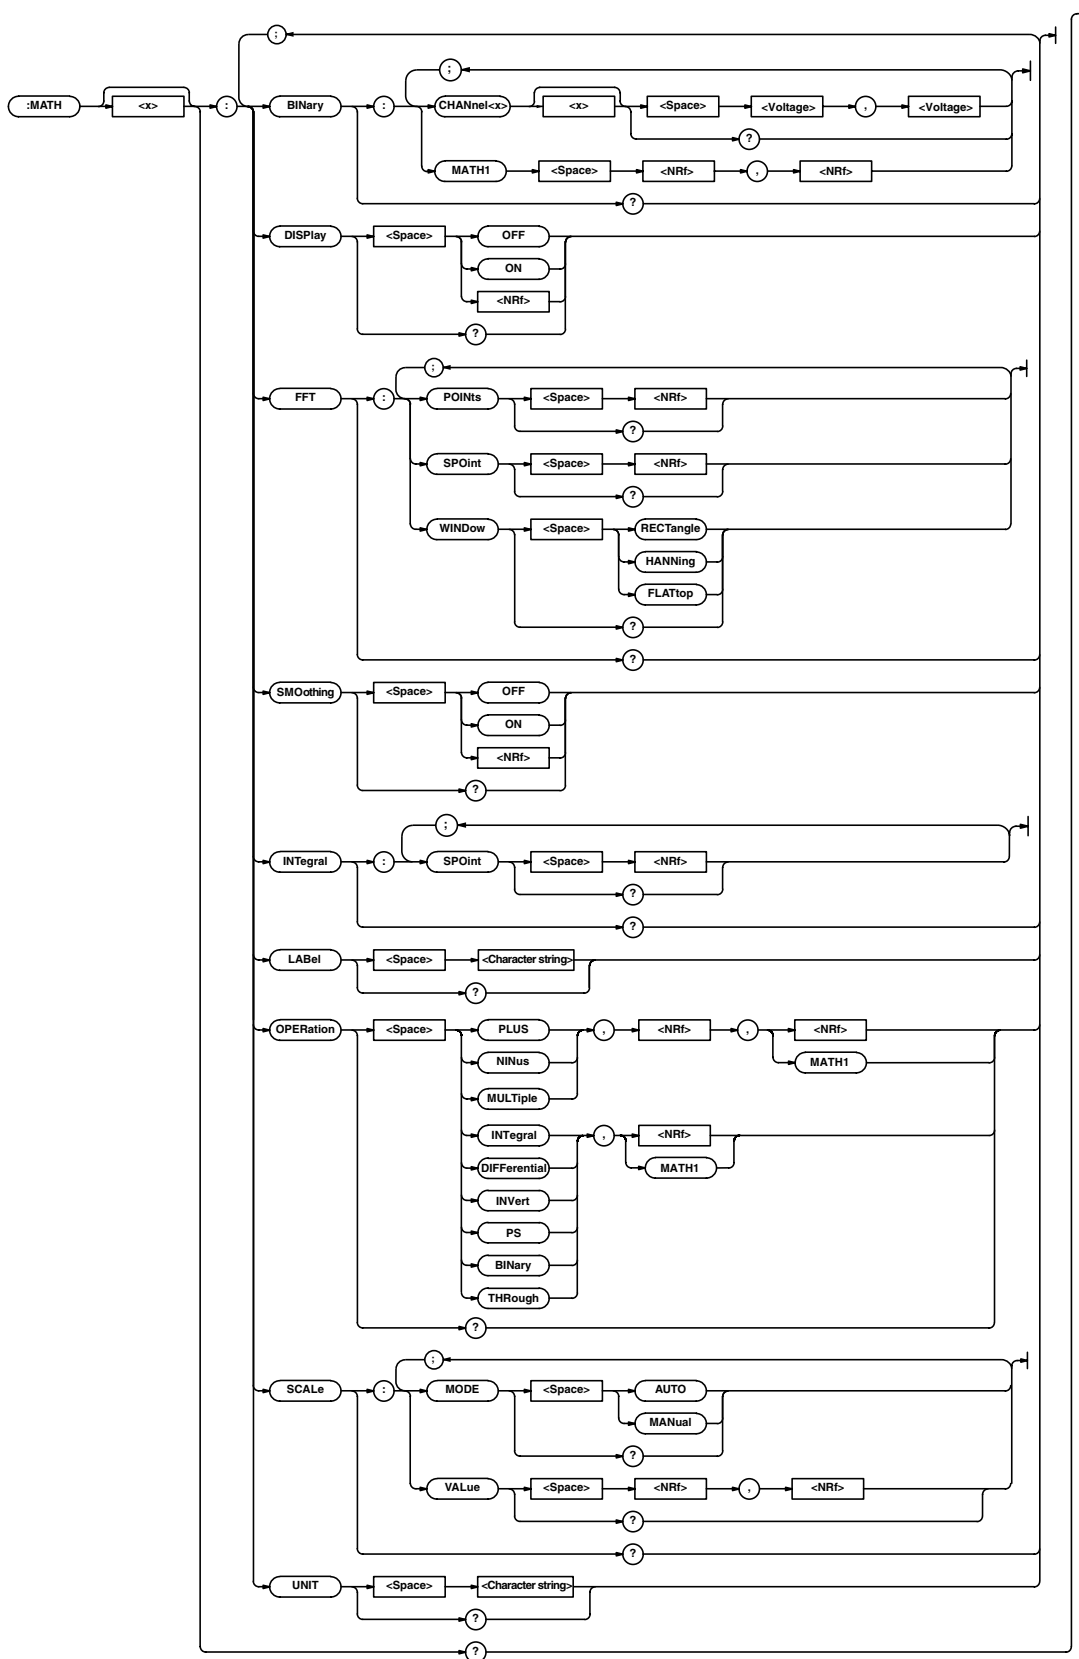 ;
;
:MATH <x> : BINary : CHANnel<x> <x> <Space> <Voltage> , <Voltage>
?
MATH1 <Space> <NRf> , <NRf>
?
DISPlay <Space> OFF
ON
<NRf>
?
;
FFT : POINts <Space> <NRf>
?
SPOint <Space> <NRf>
?
WINDow <Space> RECTangle
HANNing
FLATtop
?
?
SMOothing <Space> OFF
ON
<NRf>
?
;
INTegral : SPOint <Space> <NRf>
?
?
LABel <Space> <Character string>
?
OPERation <Space> PLUS , <NRf> , <NRf>
NINus MATH1
MULTiple
INTegral , <NRf>
DIFFerential MATH1
INVert
PS
BINary
THRough
?
;
SCALe : MODE <Space> AUTO
MANual
?
VALue <Space> <NRf> , <NRf>
?
?
UNIT <Space> <Character string>
?
?